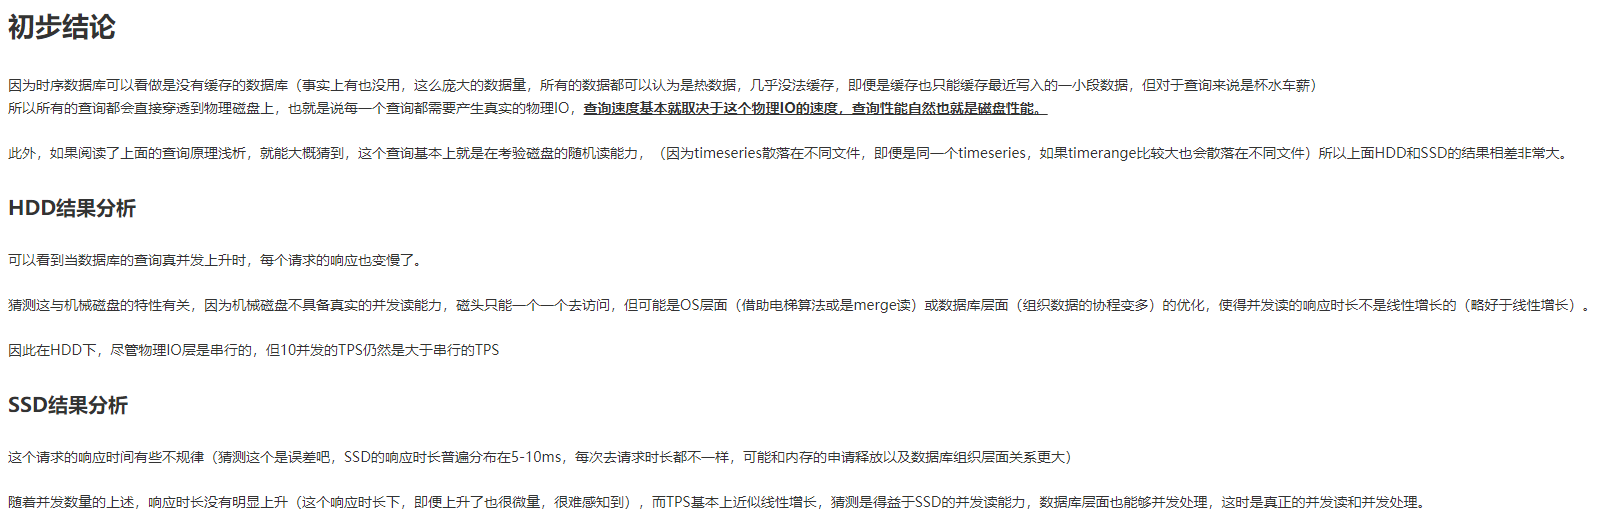 初步结论
因为时序数据库可以看做是没有缓存的数据库（事实上有也没用，这么庞大的数据量，所有的数据都可以认为是热数据，几乎没法缓存，即便是缓存也只能缓存最近写入的一小段数据，但对于查询来说是杯水车薪）
所以所有的查询都会直接穿透到物理磁盘上，也就是说每一个查询都需要产生真实的物理IO，查询速度基本就取决于这个物理IO的速度，查询性能自然也就是磁盘性能。
此外，如果阅读了上面的查询原理浅析，就能大概猜到，这个查询基本上就是在考验磁盘的随机读能力，（因为timeseries散落在不同文件，即便是同一个timeseries，如果timerange比较大也会散落在不同文件）所以上面HDD和SSD的结果相差非常大。
HDD结果分析
可以看到当数据库的查询真并发上升时，每个请求的响应也变慢了。
猜测这与机械磁盘的特性有关，因为机械磁盘不具备真实的并发读能力，磁头只能一个一个去访问，但可能是OS层面（借助电梯算法或是merge读）或数据库层面（组织数据的协程变多）的优化，使得并发读的响应时长不是线性增长的（略好于线性增长）。
因此在HDD下，尽管物理IO层是串行的，但10并发的TPS仍然是大于串行的TPS
SSD结果分析
这个请求的响应时间有些不规律（猜测这个是误差吧，SSD的响应时长普遍分布在5-10ms，每次去请求时长都不一样，可能和内存的申请释放以及数据库组织层面关系更大）
随着并发数量的上述，响应时长没有明显上升（这个响应时长下，即便上升了也很微量，很难感知到），而TPS基本上近似线性增长，猜测是得益于SSD的并发读能力，数据库层面也能够并发处理，这时是真正的并发读和并发处理。